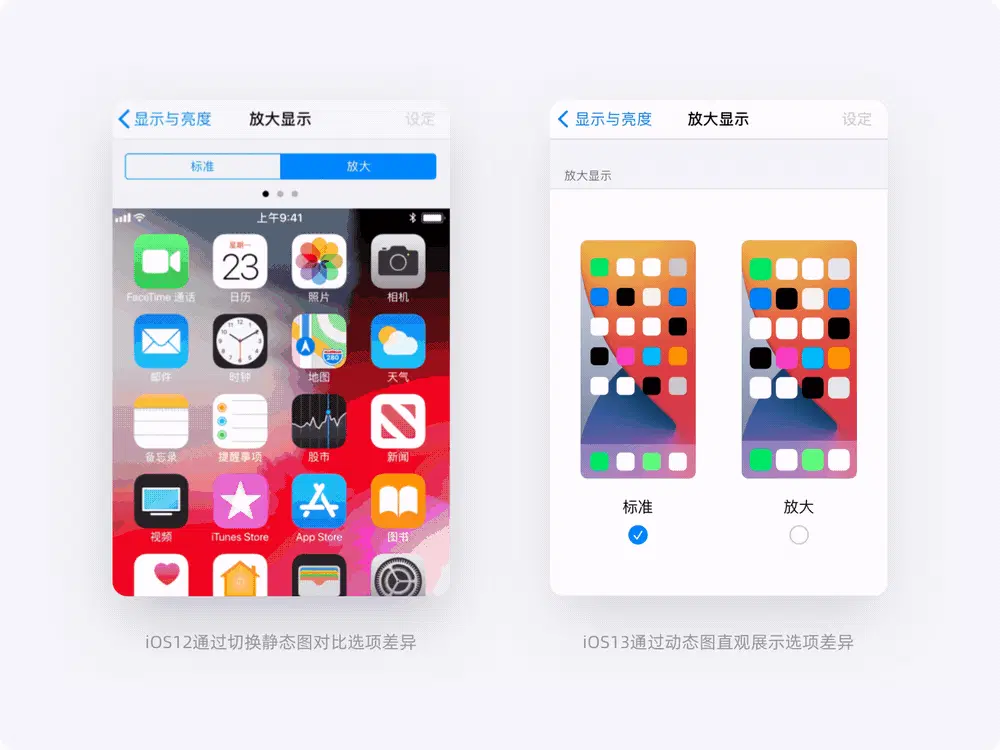 显示与亮度 放大显示 设定
标准 放大
上午9:41
星期一
23
FaceTime 通话 日历 照片 相机
12
280
邮件 时钟 地图 天气
备忘录 提醒事项 股市 新闻
视频 iTunes Store App Store 图书
iOS12通过切换静态图对比选项差异
显示与亮度 放大显示 设定
放大显示
标准 放大
iOS13通过动态图直观展示选项差异